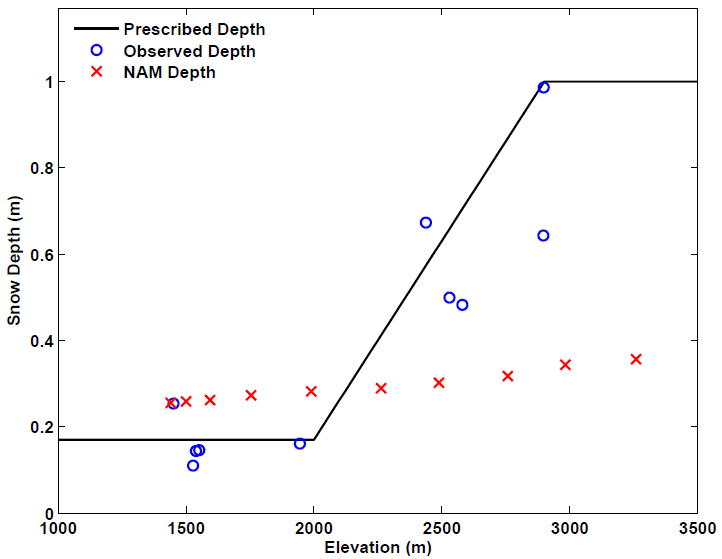 Prescribed Depth
Observed Depth
NAM Depth
Snow Depth (m)
1
0.8
0.6
0.4
0.2
0
1000 1500 2000 2500 3000 3500
Elevation (m)